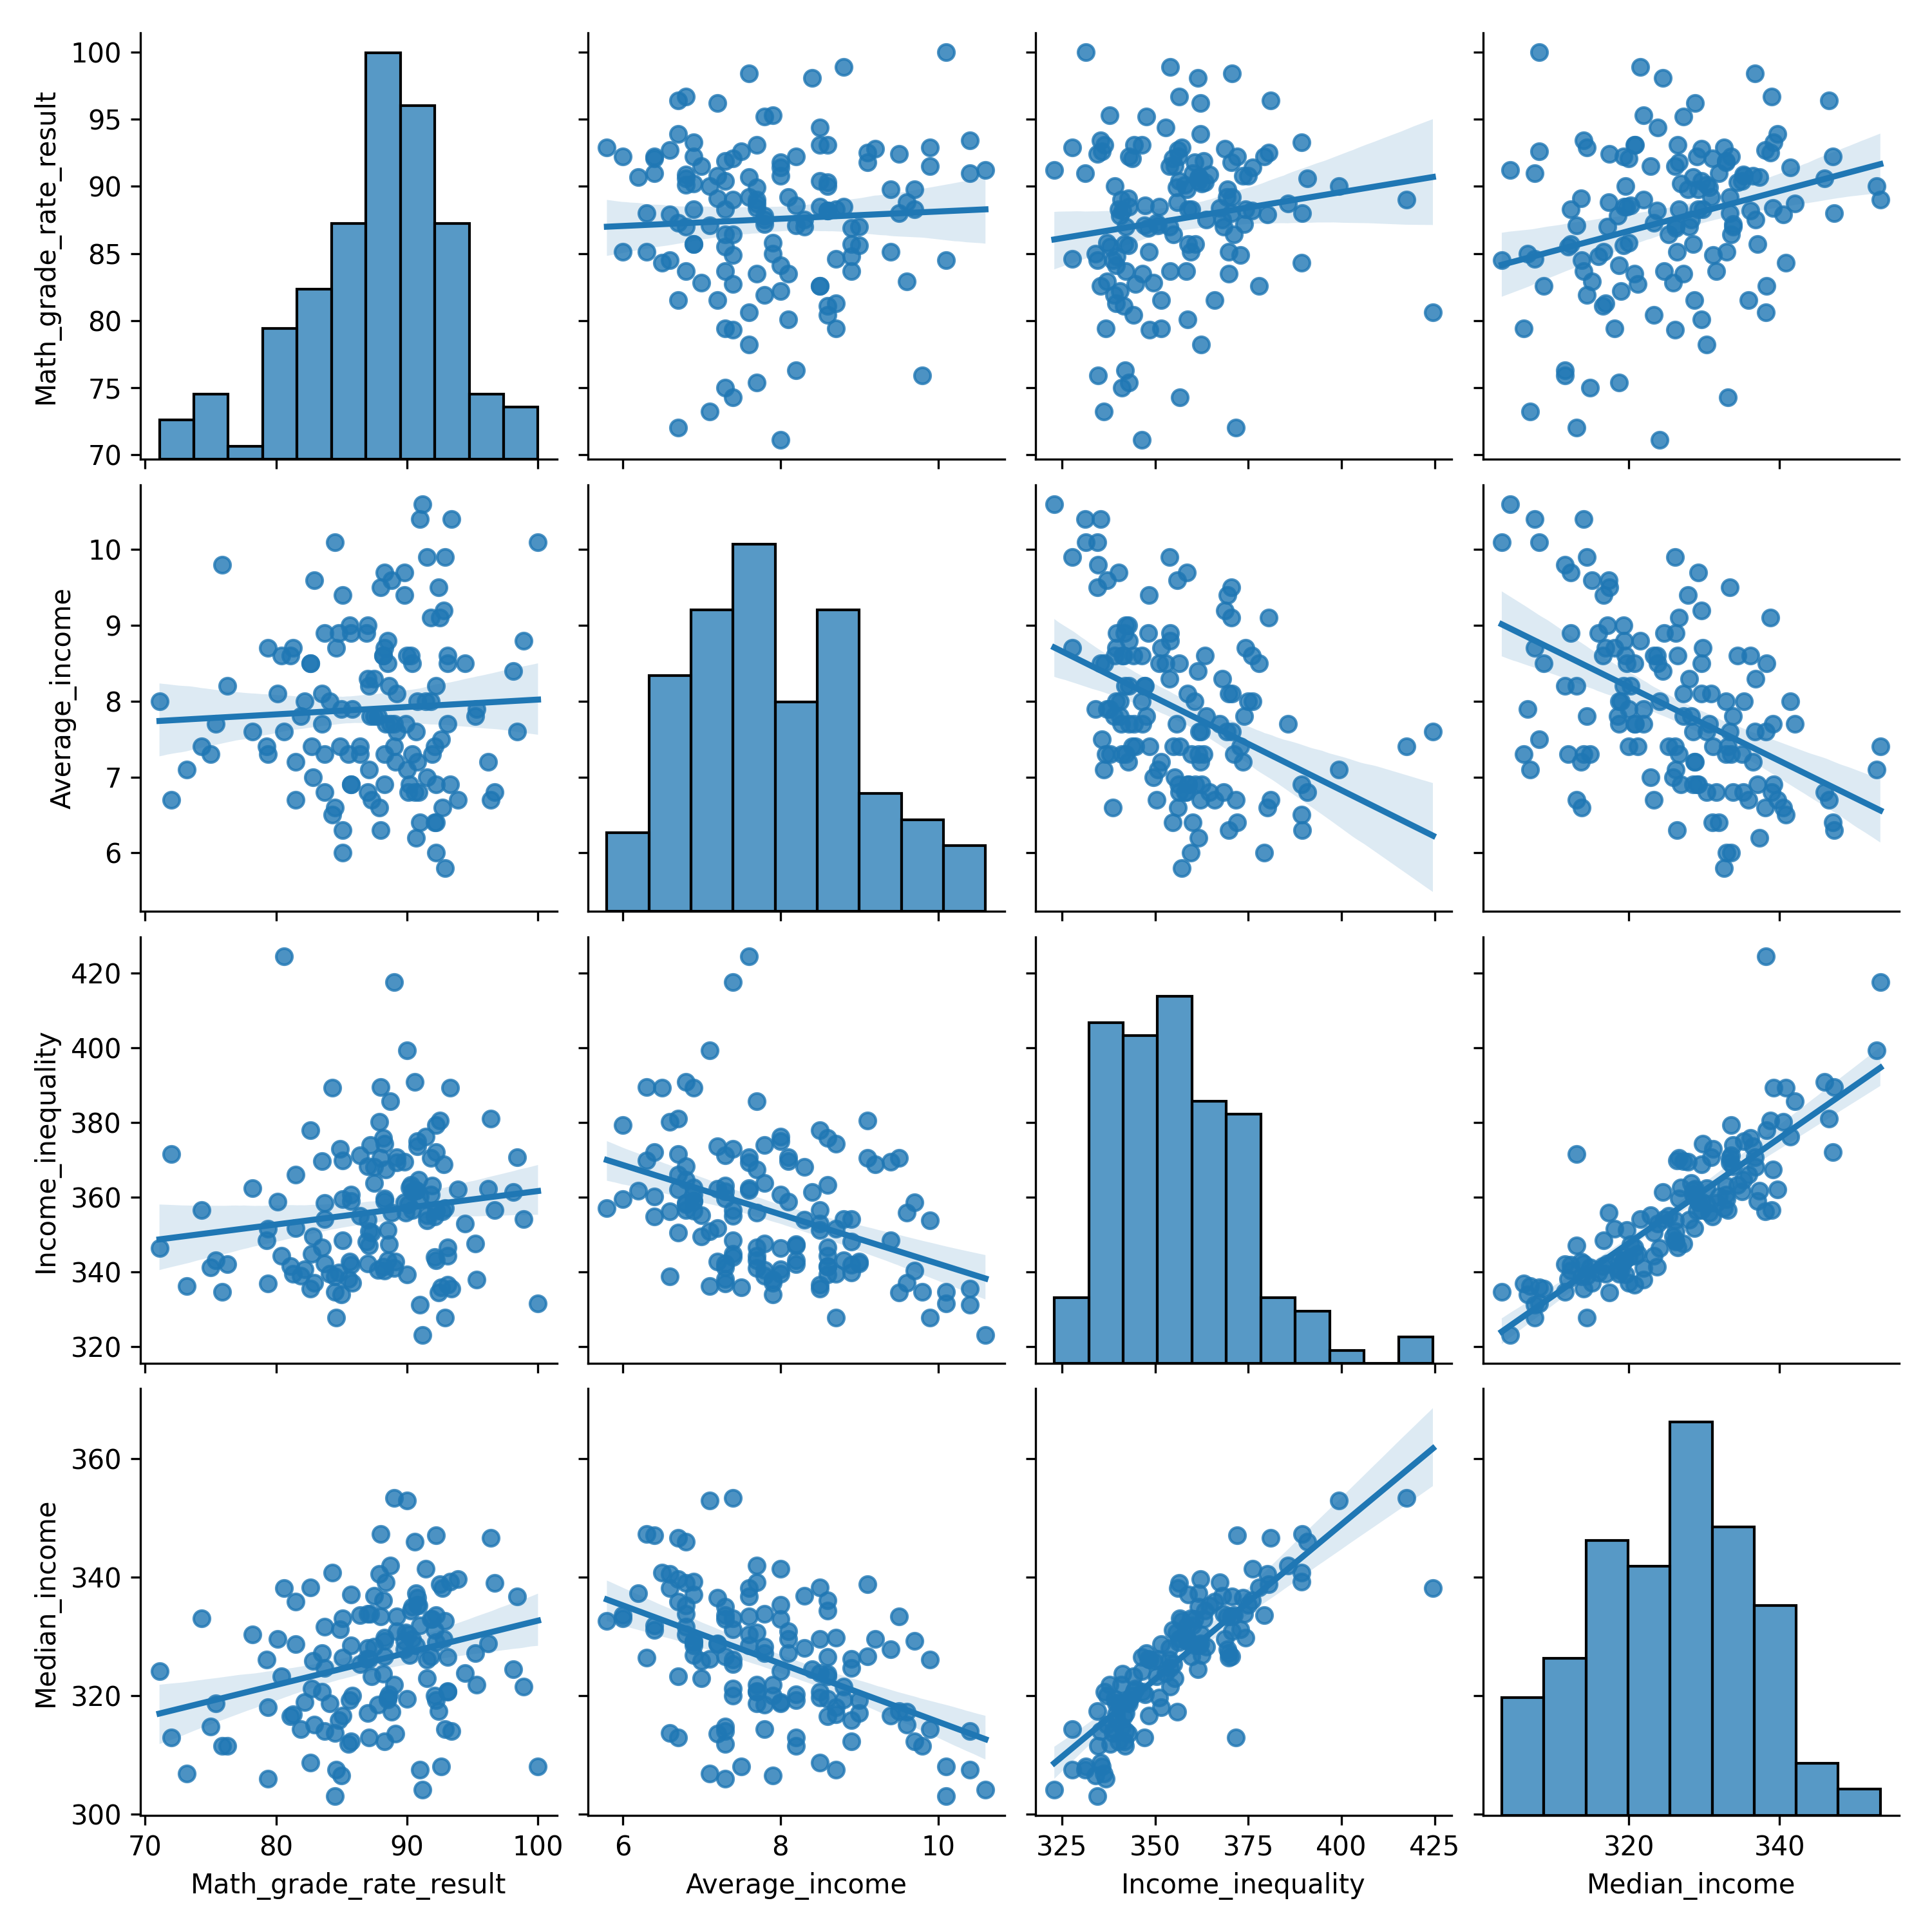 100
95
90
85
80
75
70
Math_grade_rate_result
10
9
8
7
6
Average_income
420
400
380
360
340
320
Income_inequality
360
340
320
300
Median_income
70 80 90 100
6 8 10
325 350 375 400 425
320 340
Math_grade_rate_result
Average_income
Income_inequality
Median_income